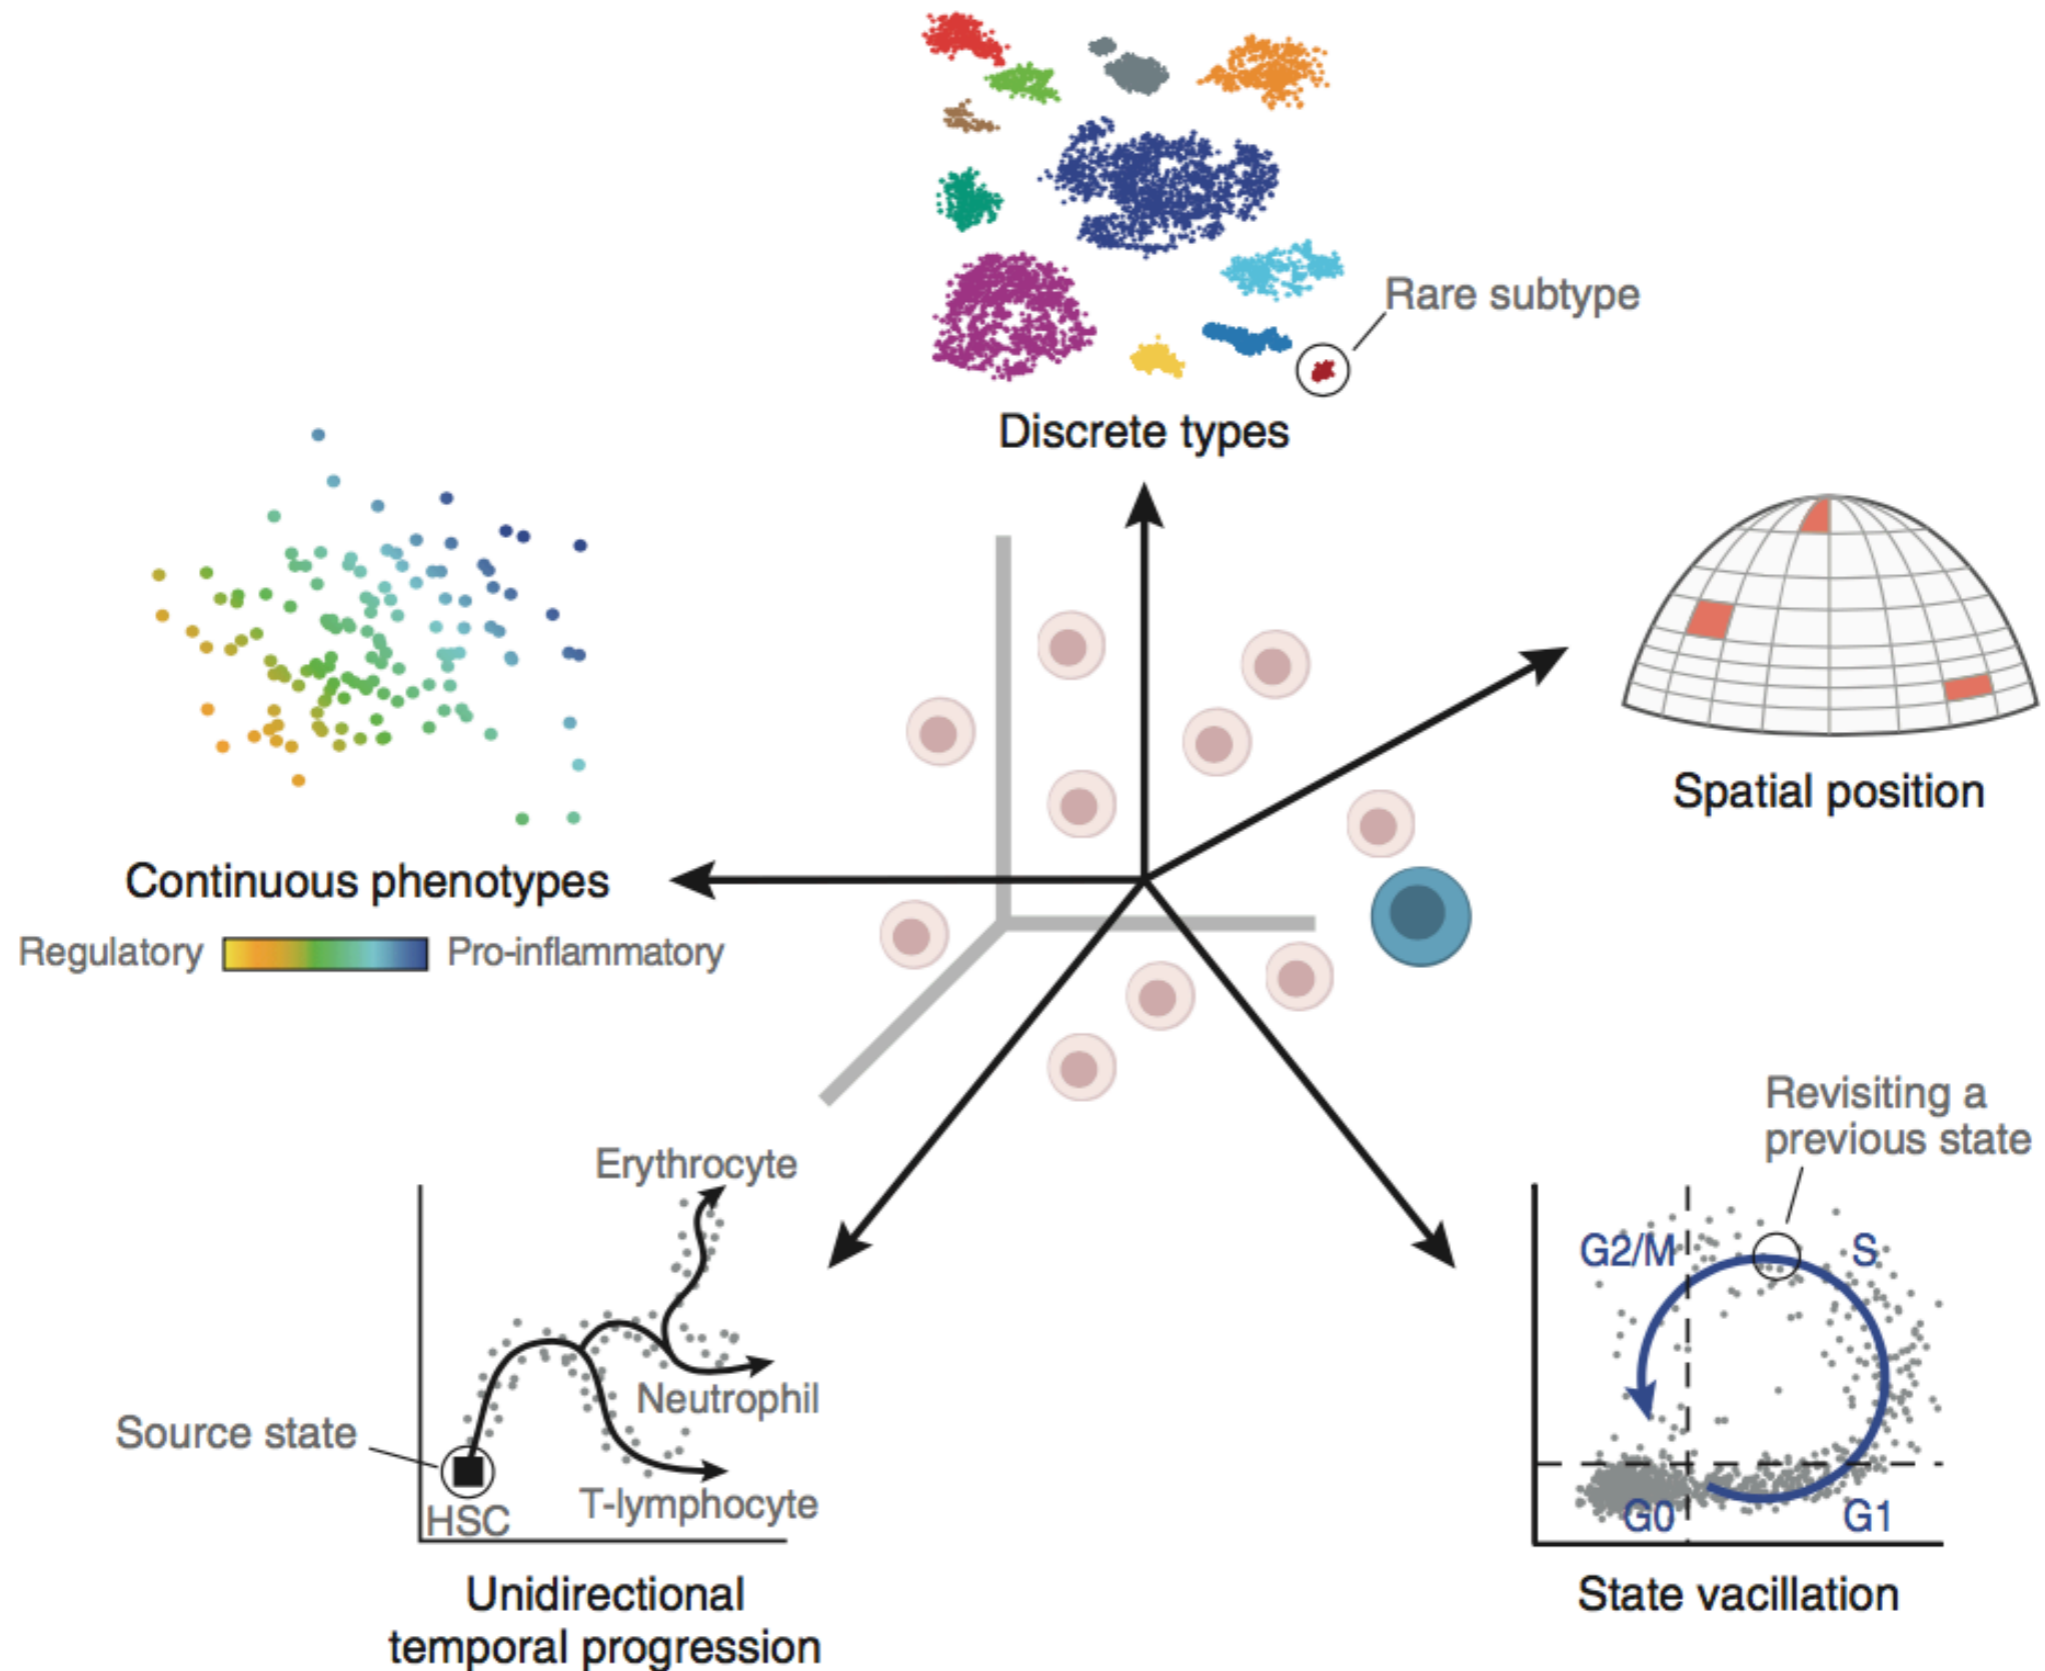 Rare subtype
Discrete types
Spatial position
Continuous phenotypes
Regulatory
Pro-inflammatory
Revisiting a
previous state
G2/M
S
G0
G1
State vacillation
Erythrocyte
Neutrophil
Source state
T-lymphocyte
HSC
Unidirectional
temporal progression